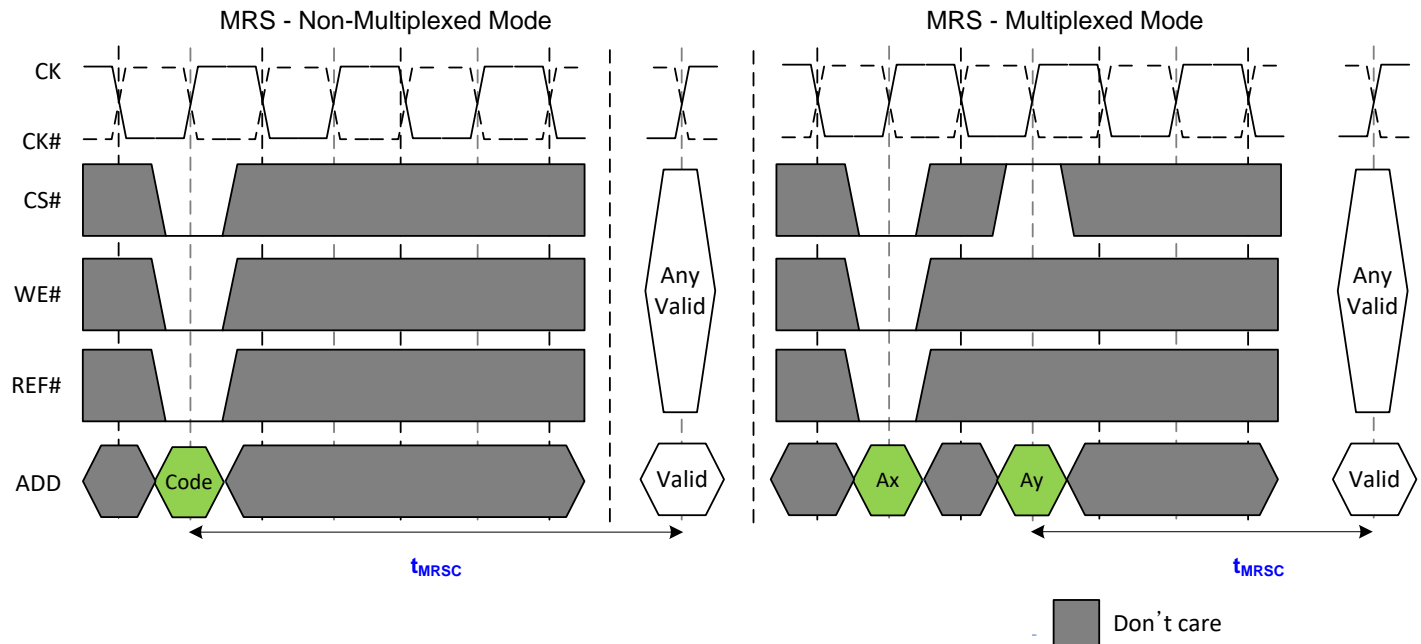 MRS - Non-Multiplexed Mode
MRS - Multiplexed Mode
CK
CK#
CS#
WE#
REF#
ADD
Code
Any
Valid
Valid
tMRSC
Ax
Ay
Any
Valid
Valid
tMRSC
Don't care